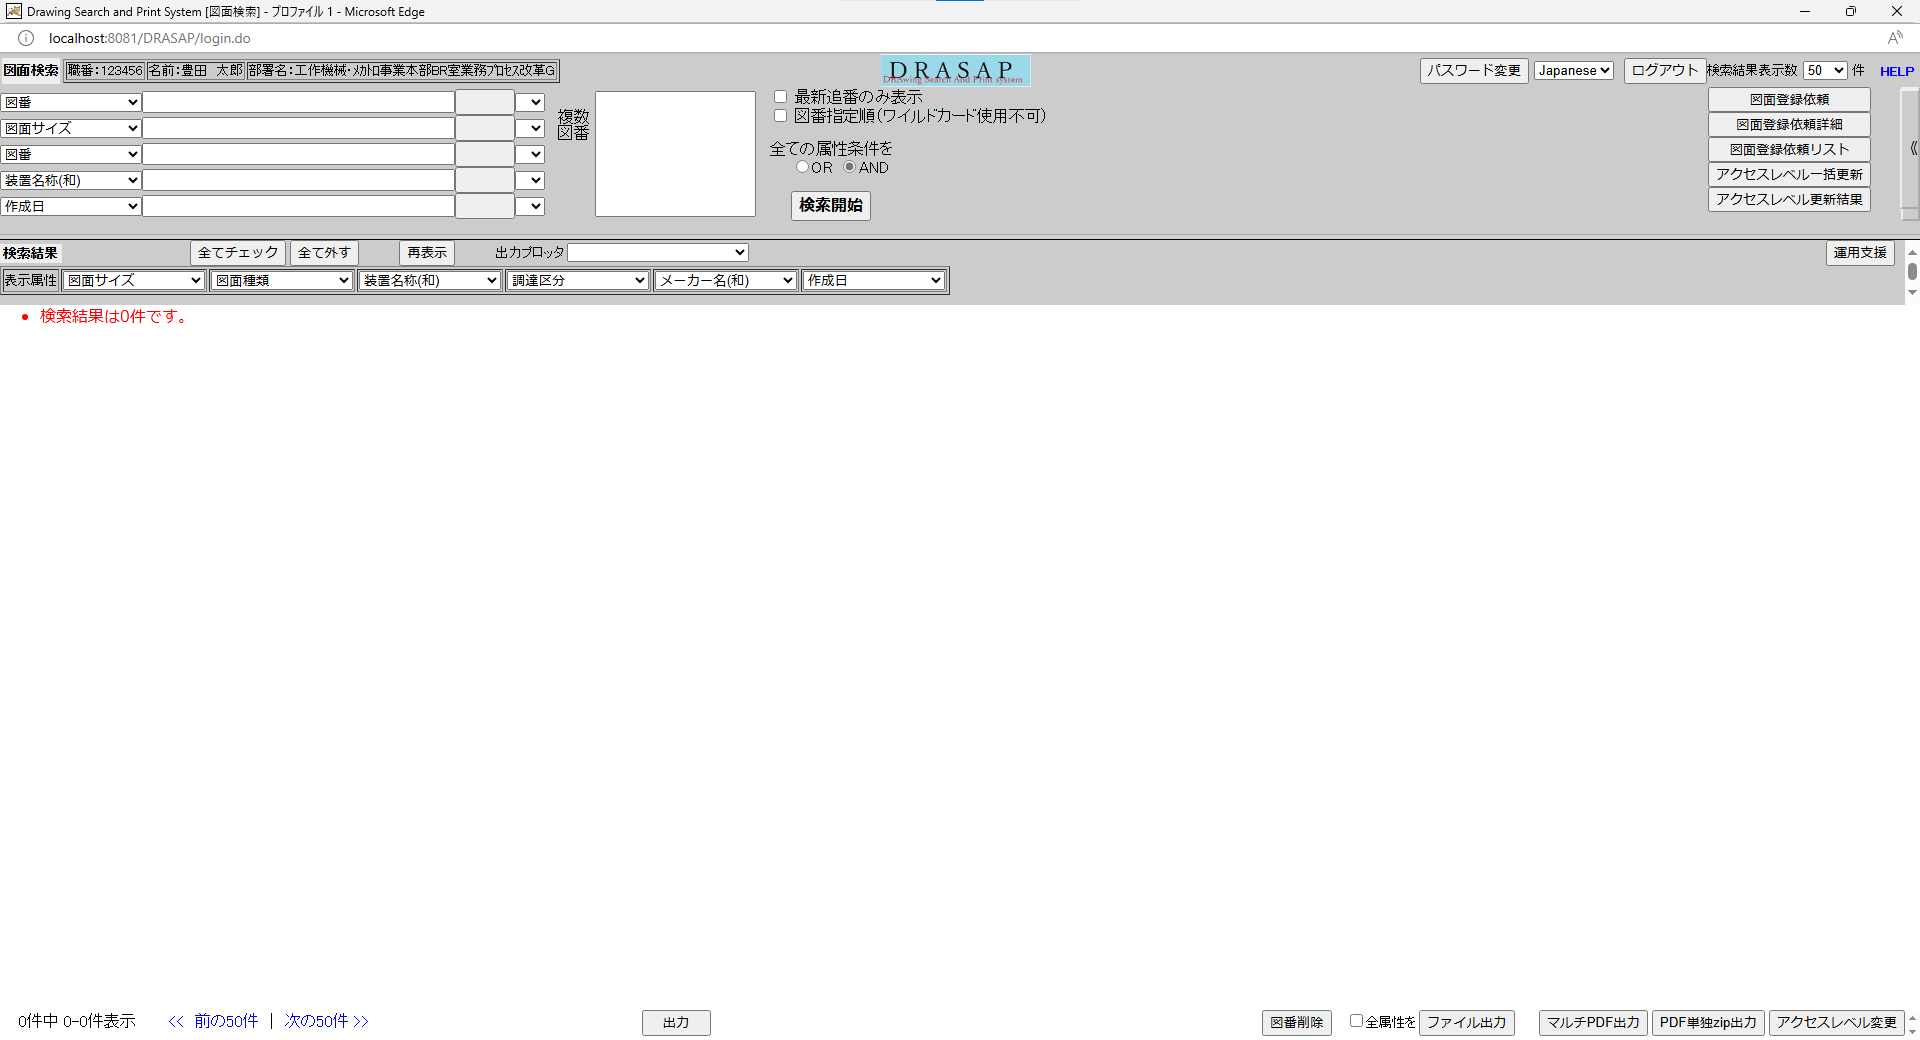 Drawing Search and Print System [図面検索] - プロファイル 1 - Microsoft Edge
localhost:8081/DRASAP/login.do
図面検索 職番:123456 名前:豊田　太郎 部署名:工作機械・ﾒｶﾄﾛ事業本部BR室業務ﾌﾟﾛｾｽ改革G
DRASAP
DRAwing Search And Print system
パスワード変更 Japanese ログアウト 検索結果表示数 50 件 HELP
図番
図面サイズ
図番
装置名称(和)
作成日
複数
図番
最新追番のみ表示
図番指定順(ワイルドカード使用不可)
全ての属性条件を
OR AND
検索開始
図面登録依頼
図面登録依頼詳細
図面登録依頼リスト
アクセスレベル一括更新
アクセスレベル更新結果
《
検索結果 全てチェック 全て外す 再表示 出力プロッタ 運用支援
表示属性 図面サイズ 図面種類 装置名称(和) 調達区分 メーカー名(和) 作成日
• 検索結果は0件です。
0件中 0-0件表示 << 前の50件 | 次の50件 >> 出力 図番削除 全属性を ファイル出力 マルチPDF出力 PDF単独zip出力 アクセスレベル変更